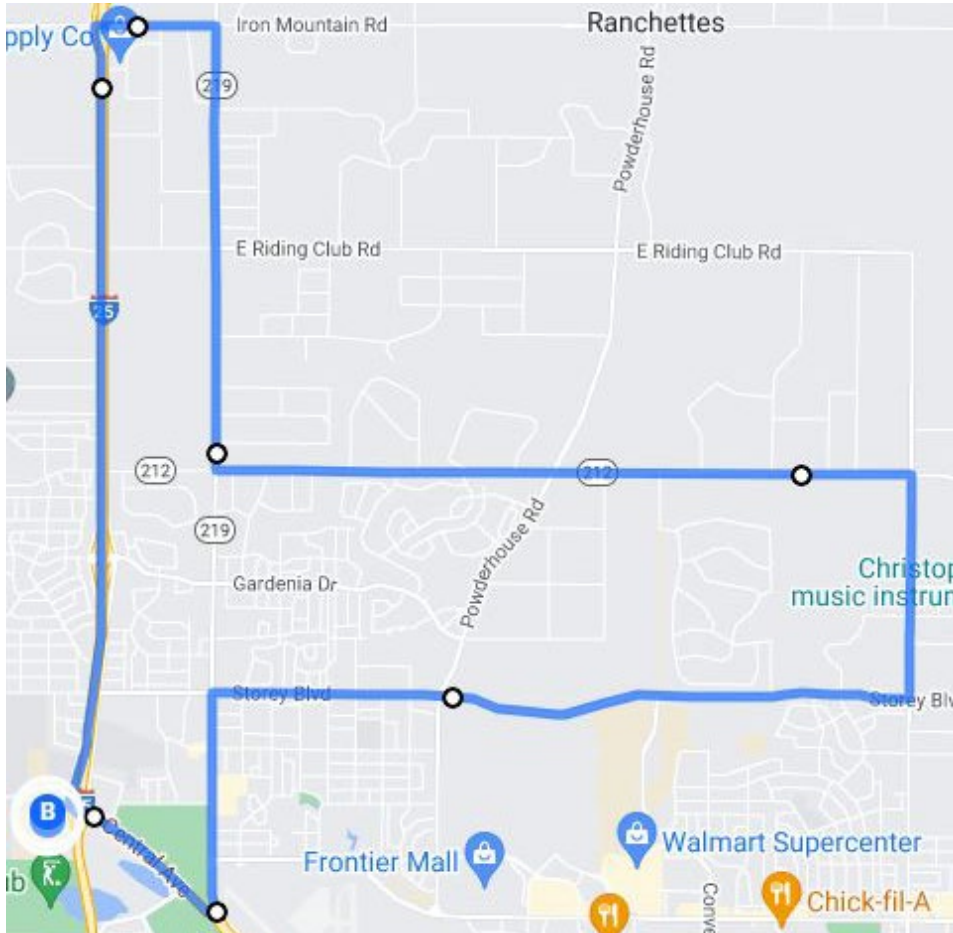 Ranchettes
Iron Mountain Rd
pply Co
219
Powderhouse Rd
E Riding Club Rd
E Riding Club Rd
25
212
212
219
Powderhouse Rd
Gardenia Dr
Christop
music instrur
Storey Blvd
Storey Blv
B
Central Ave
Walmart Supercenter
Frontier Mall
ub
Conve
Chick-fil-A